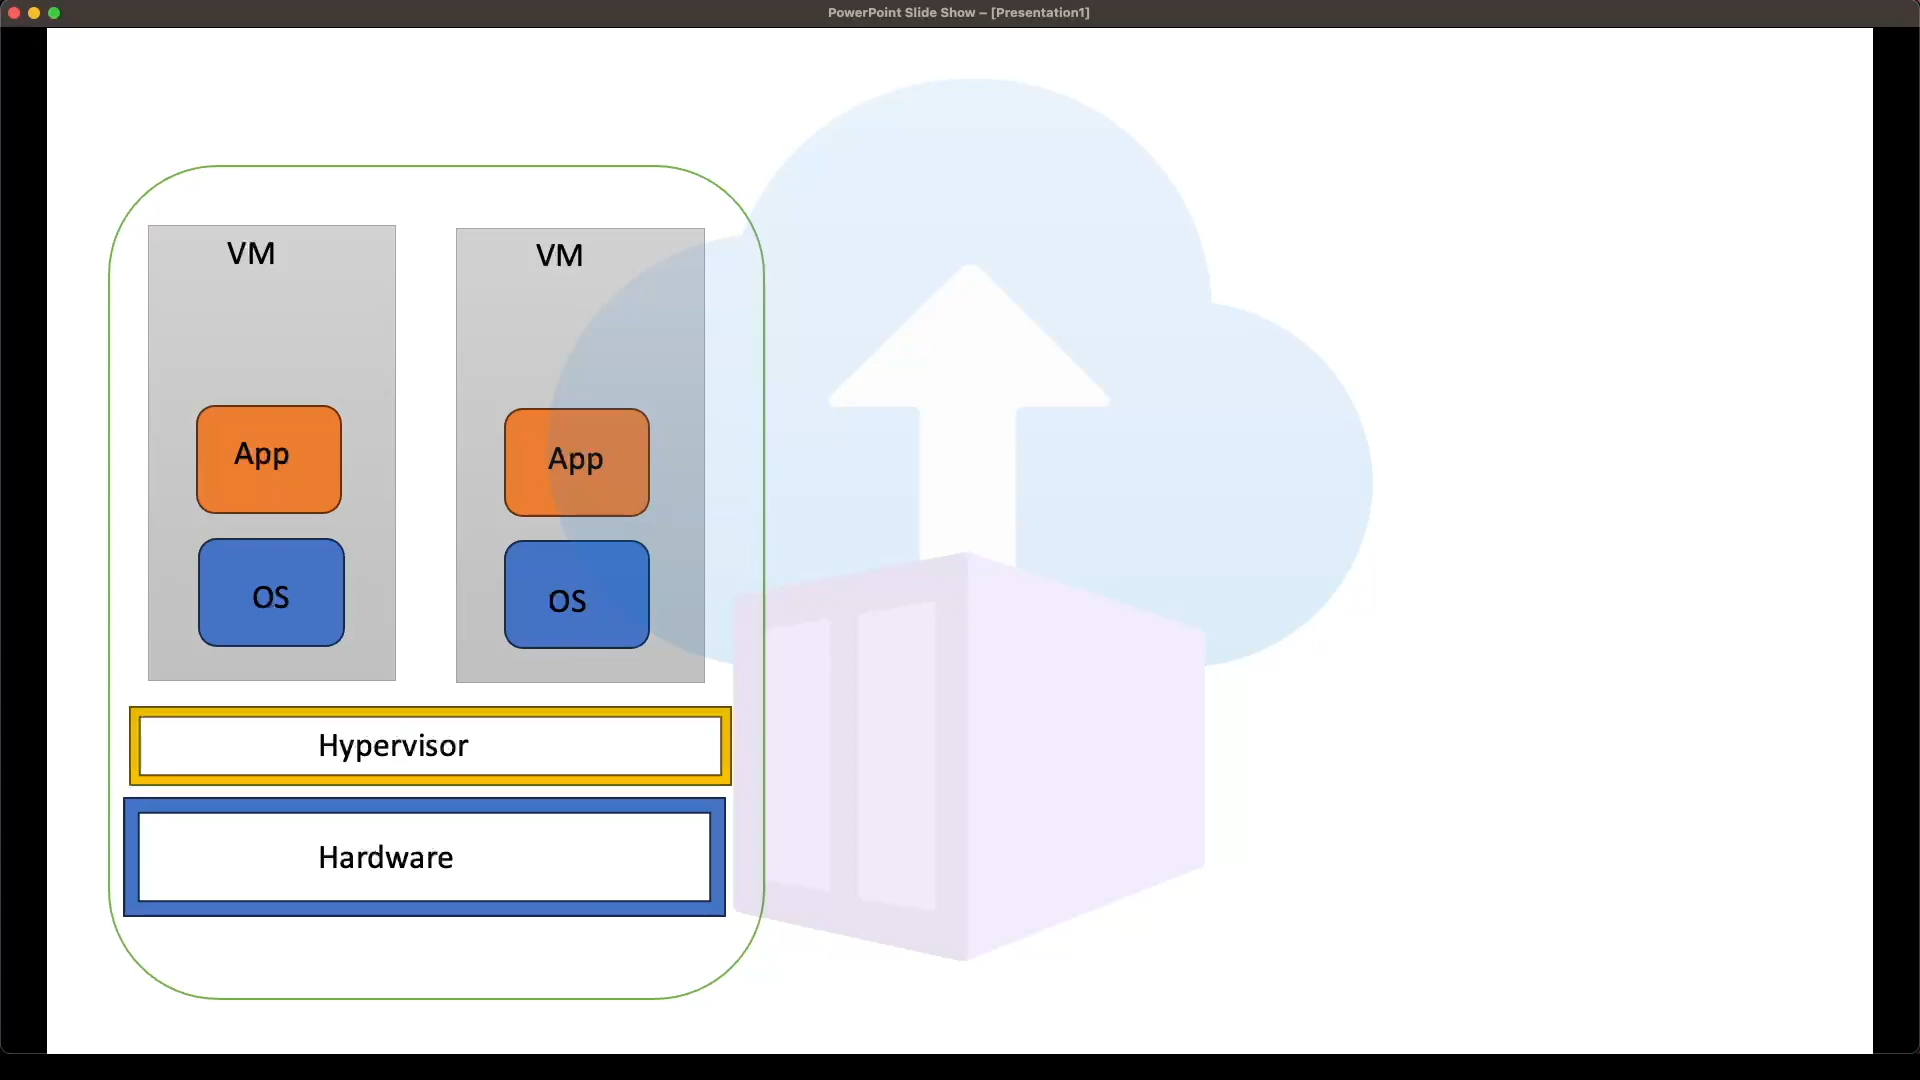 PowerPoint Slide Show – [Presentation1]
VM
VM
App
App
OS
OS
Hypervisor
Hardware